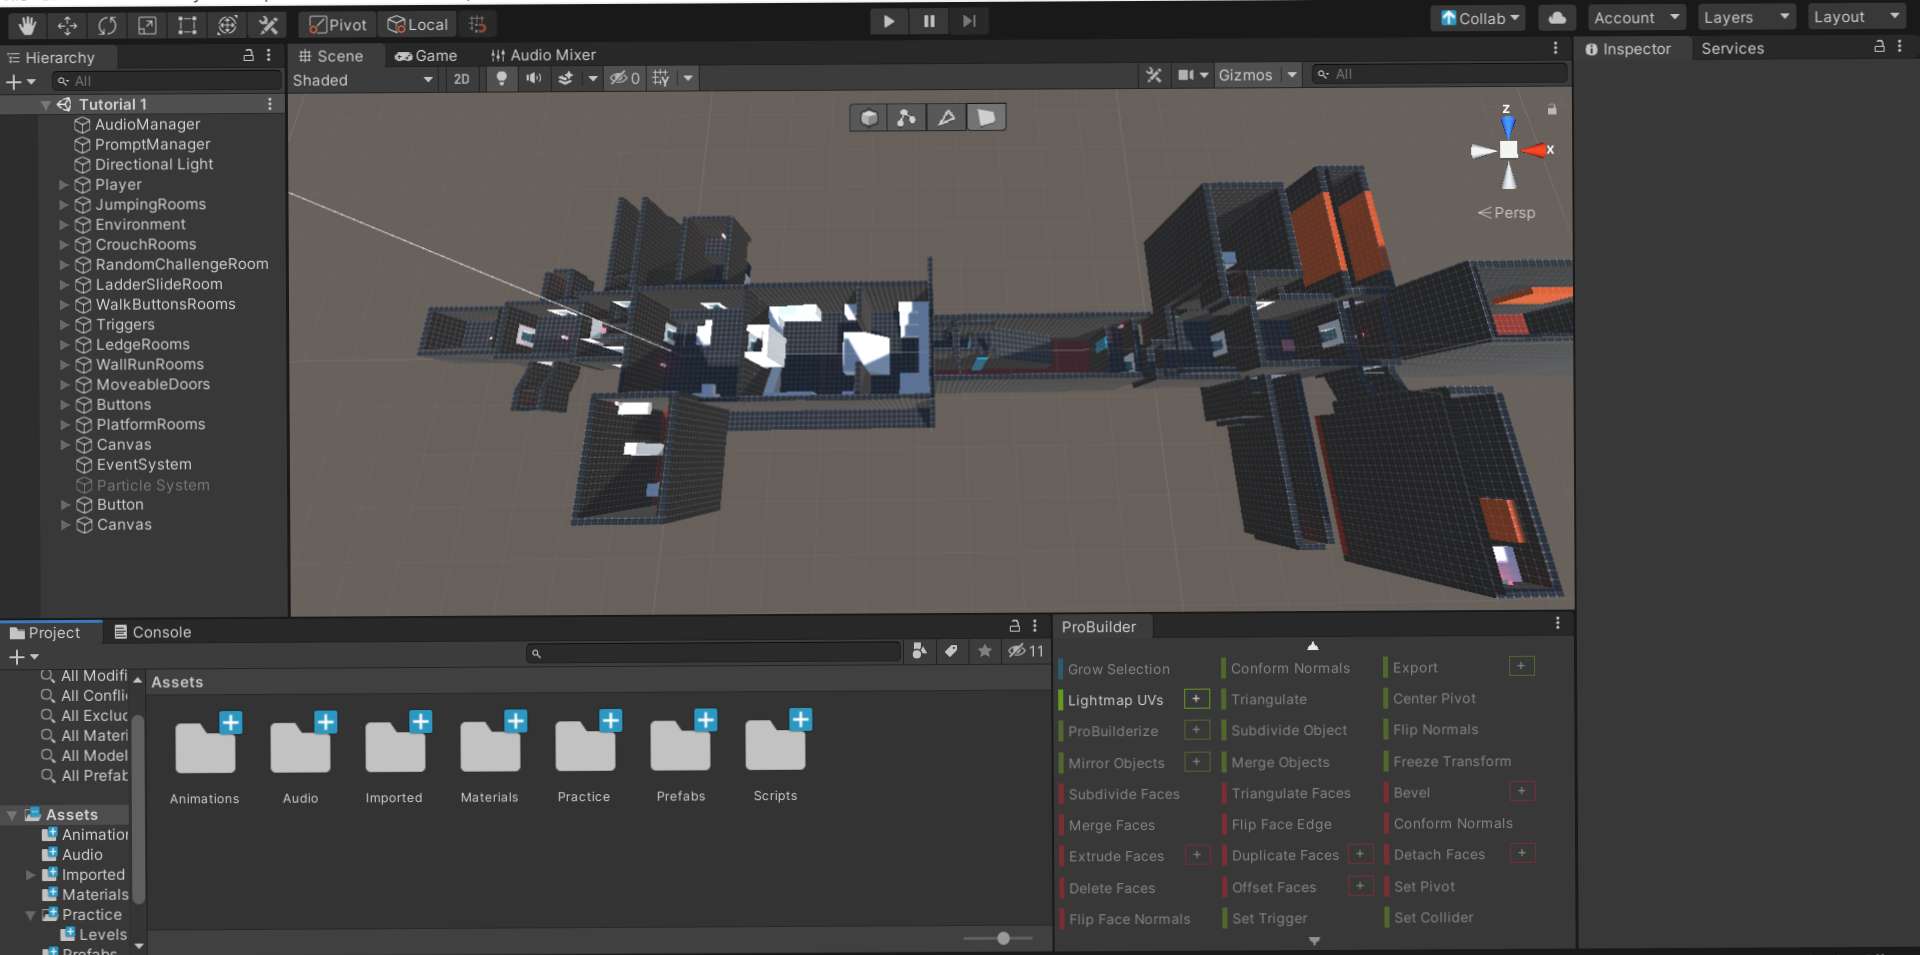 Pivot Local
Collab Account Layers Layout
Hierarchy
All
Tutorial 1
AudioManager
PromptManager
Directional Light
Player
JumpingRooms
Environment
CrouchRooms
RandomChallengeRoom
LadderSlideRoom
WalkButtonsRooms
Triggers
LedgeRooms
WallRunRooms
MoveableDoors
Buttons
PlatformRooms
Canvas
EventSystem
Particle System
Button
Canvas
Scene Game Audio Mixer
Shaded 2D 0 Gizmos All
z
x
Persp
Inspector Services
Project Console
11
All Modifi
All Conflic
All Exclud
All Materi
All Model
All Prefab
Assets
Animation
Audio
Imported
Materials
Practice
Levels
Prefabs
Assets
Animations Audio Imported Materials Practice Prefabs Scripts
ProBuilder
Grow Selection Conform Normals Export +
Lightmap UVs + Triangulate Center Pivot
ProBuilderize + Subdivide Object Flip Normals
Mirror Objects + Merge Objects Freeze Transform
Subdivide Faces Triangulate Faces Bevel +
Merge Faces Flip Face Edge Conform Normals
Extrude Faces + Duplicate Faces + Detach Faces +
Delete Faces Offset Faces + Set Pivot
Flip Face Normals Set Trigger Set Collider